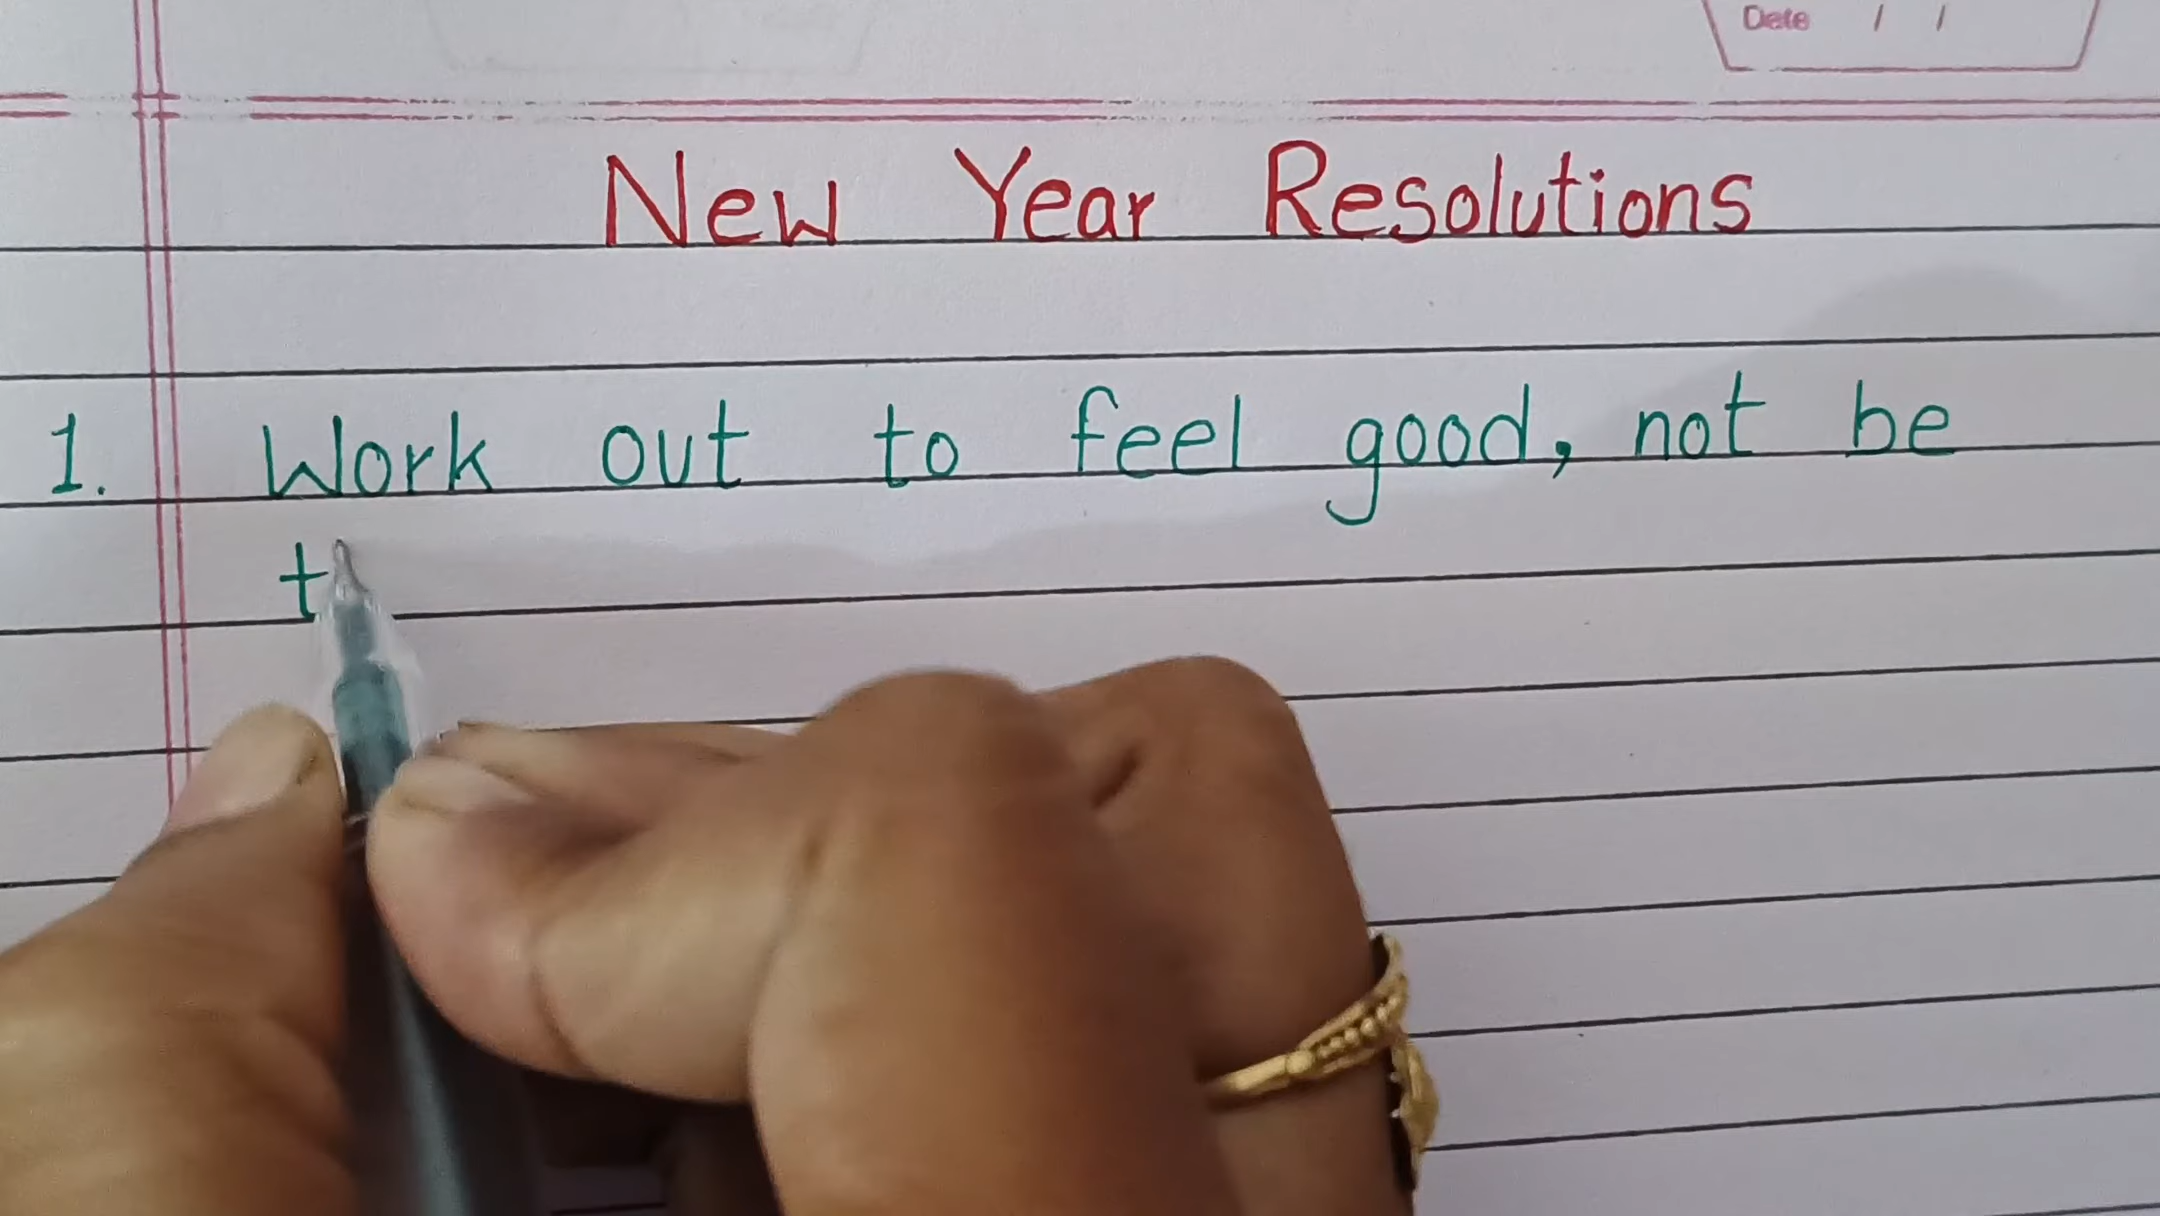 Date / /
New Year Resolutions
1. Work out to feel good, not be
t